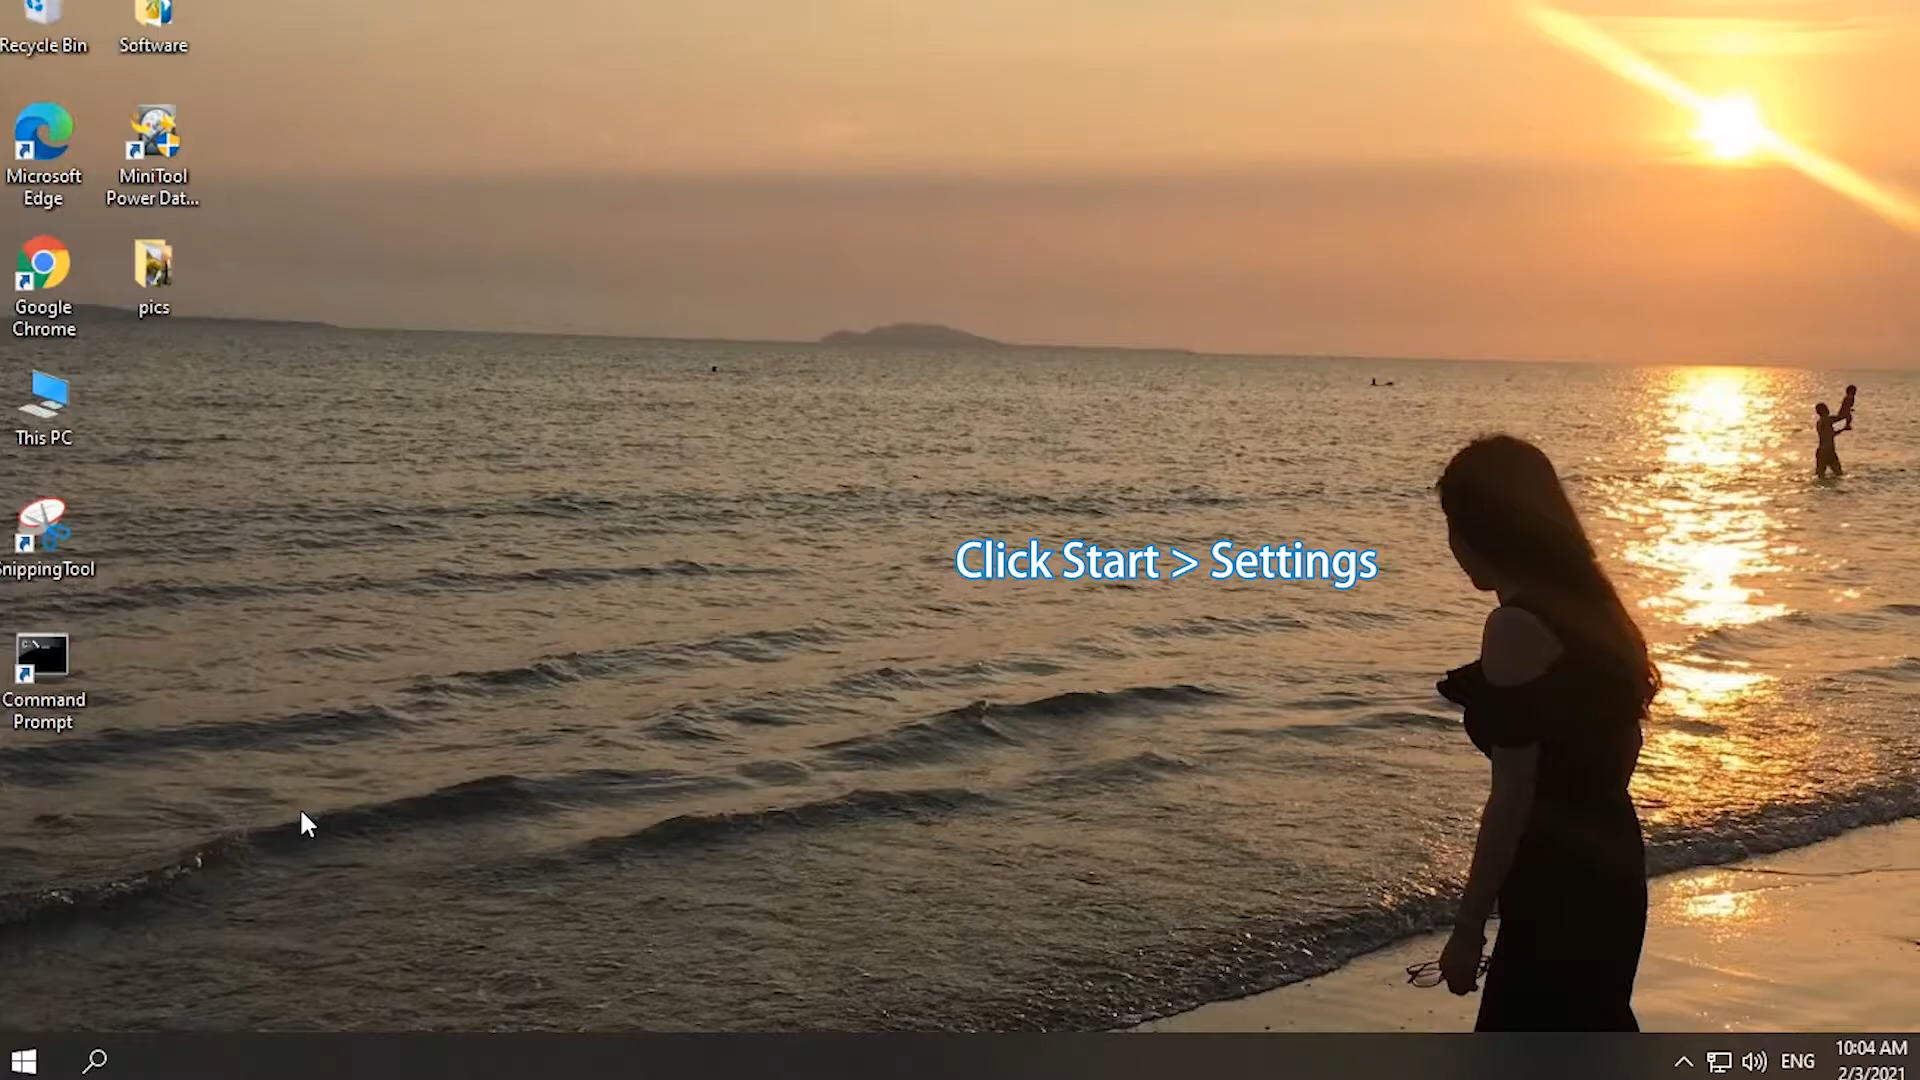 Recycle Bin
Software
Microsoft
Edge
MiniTool
Power Dat...
Google
Chrome
pics
This PC
SnippingTool
Command
Prompt
Click Start > Settings
ENG
10:04 AM
2/3/2021